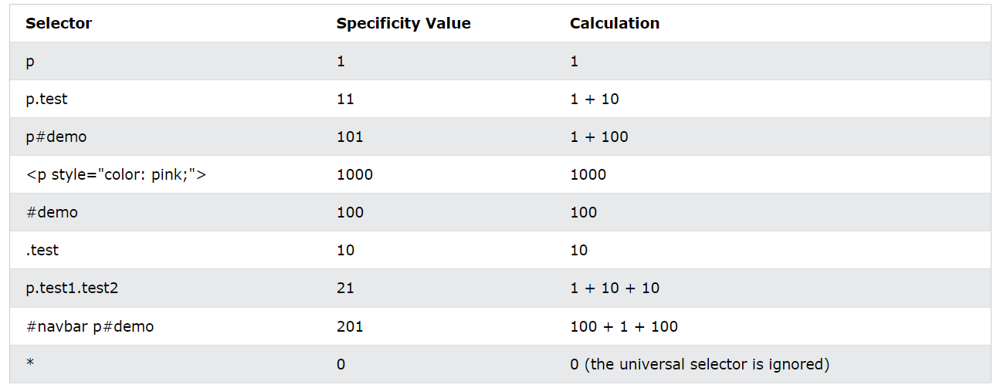 Selector Specificity Value Calculation
p 1 1
p.test 11 1 + 10
p#demo 101 1 + 100
<p style="color: pink;"> 1000 1000
#demo 100 100
.test 10 10
p.test1.test2 21 1 + 10 + 10
#navbar p#demo 201 100 + 1 + 100
* 0 0 (the universal selector is ignored)